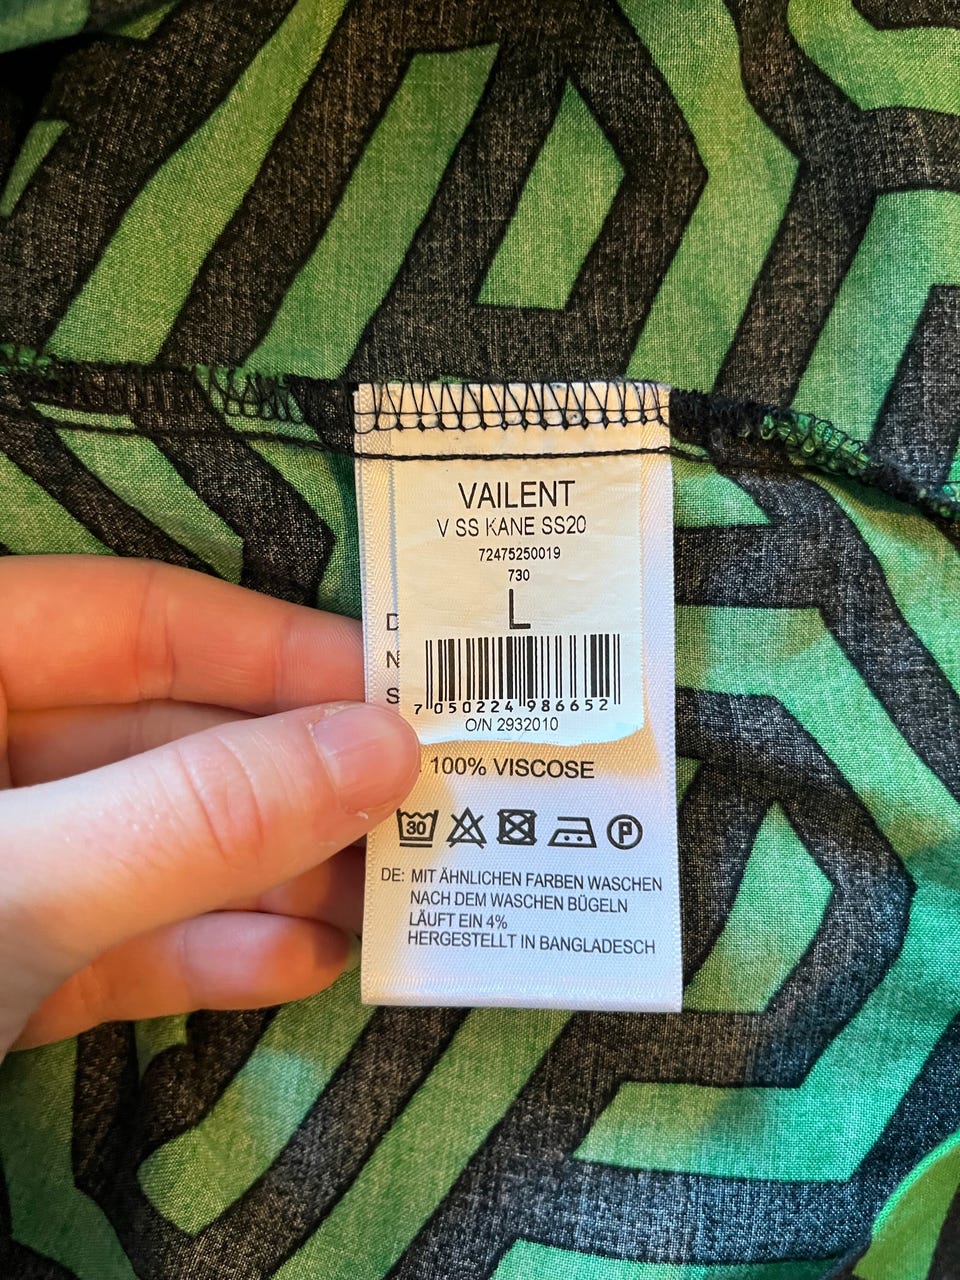 VAILENT
V SS KANE SS20
72475250019
730
L
D
N
S
7 050224 986652
O/N 2932010
100% VISCOSE
30
P
DE: MIT ÄHNLICHEN FARBEN WASCHEN
NACH DEM WASCHEN BÜGELN
LÄUFT EIN 4%
HERGESTELLT IN BANGLADESCH